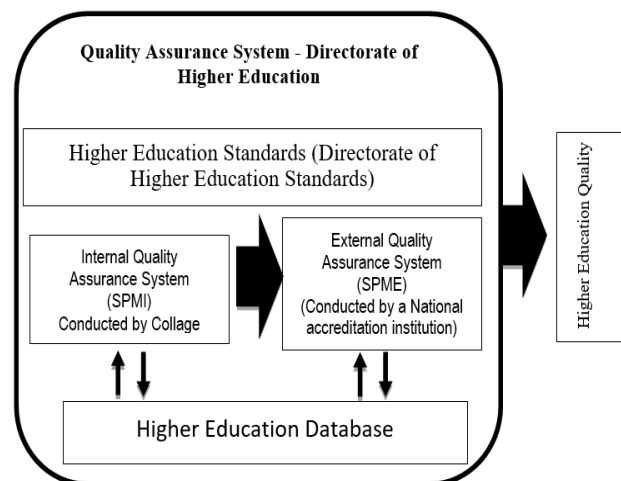 Quality Assurance System - Directorate of
Higher Education
Higher Education Standards (Directorate of
Higher Education Standards)
Internal Quality
Assurance System
(SPMI)
Conducted by Collage
External Quality
Assurance System
(SPME)
(Conducted by a National
accreditation institution)
Higher Education Database
Higher Education Quality